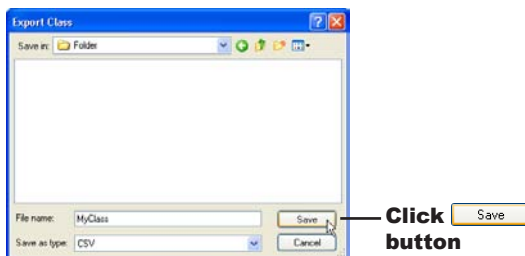 Export Class
Save in: Folder
File name: MyClass Save
Save as type: CSV Cancel
Click Save
button